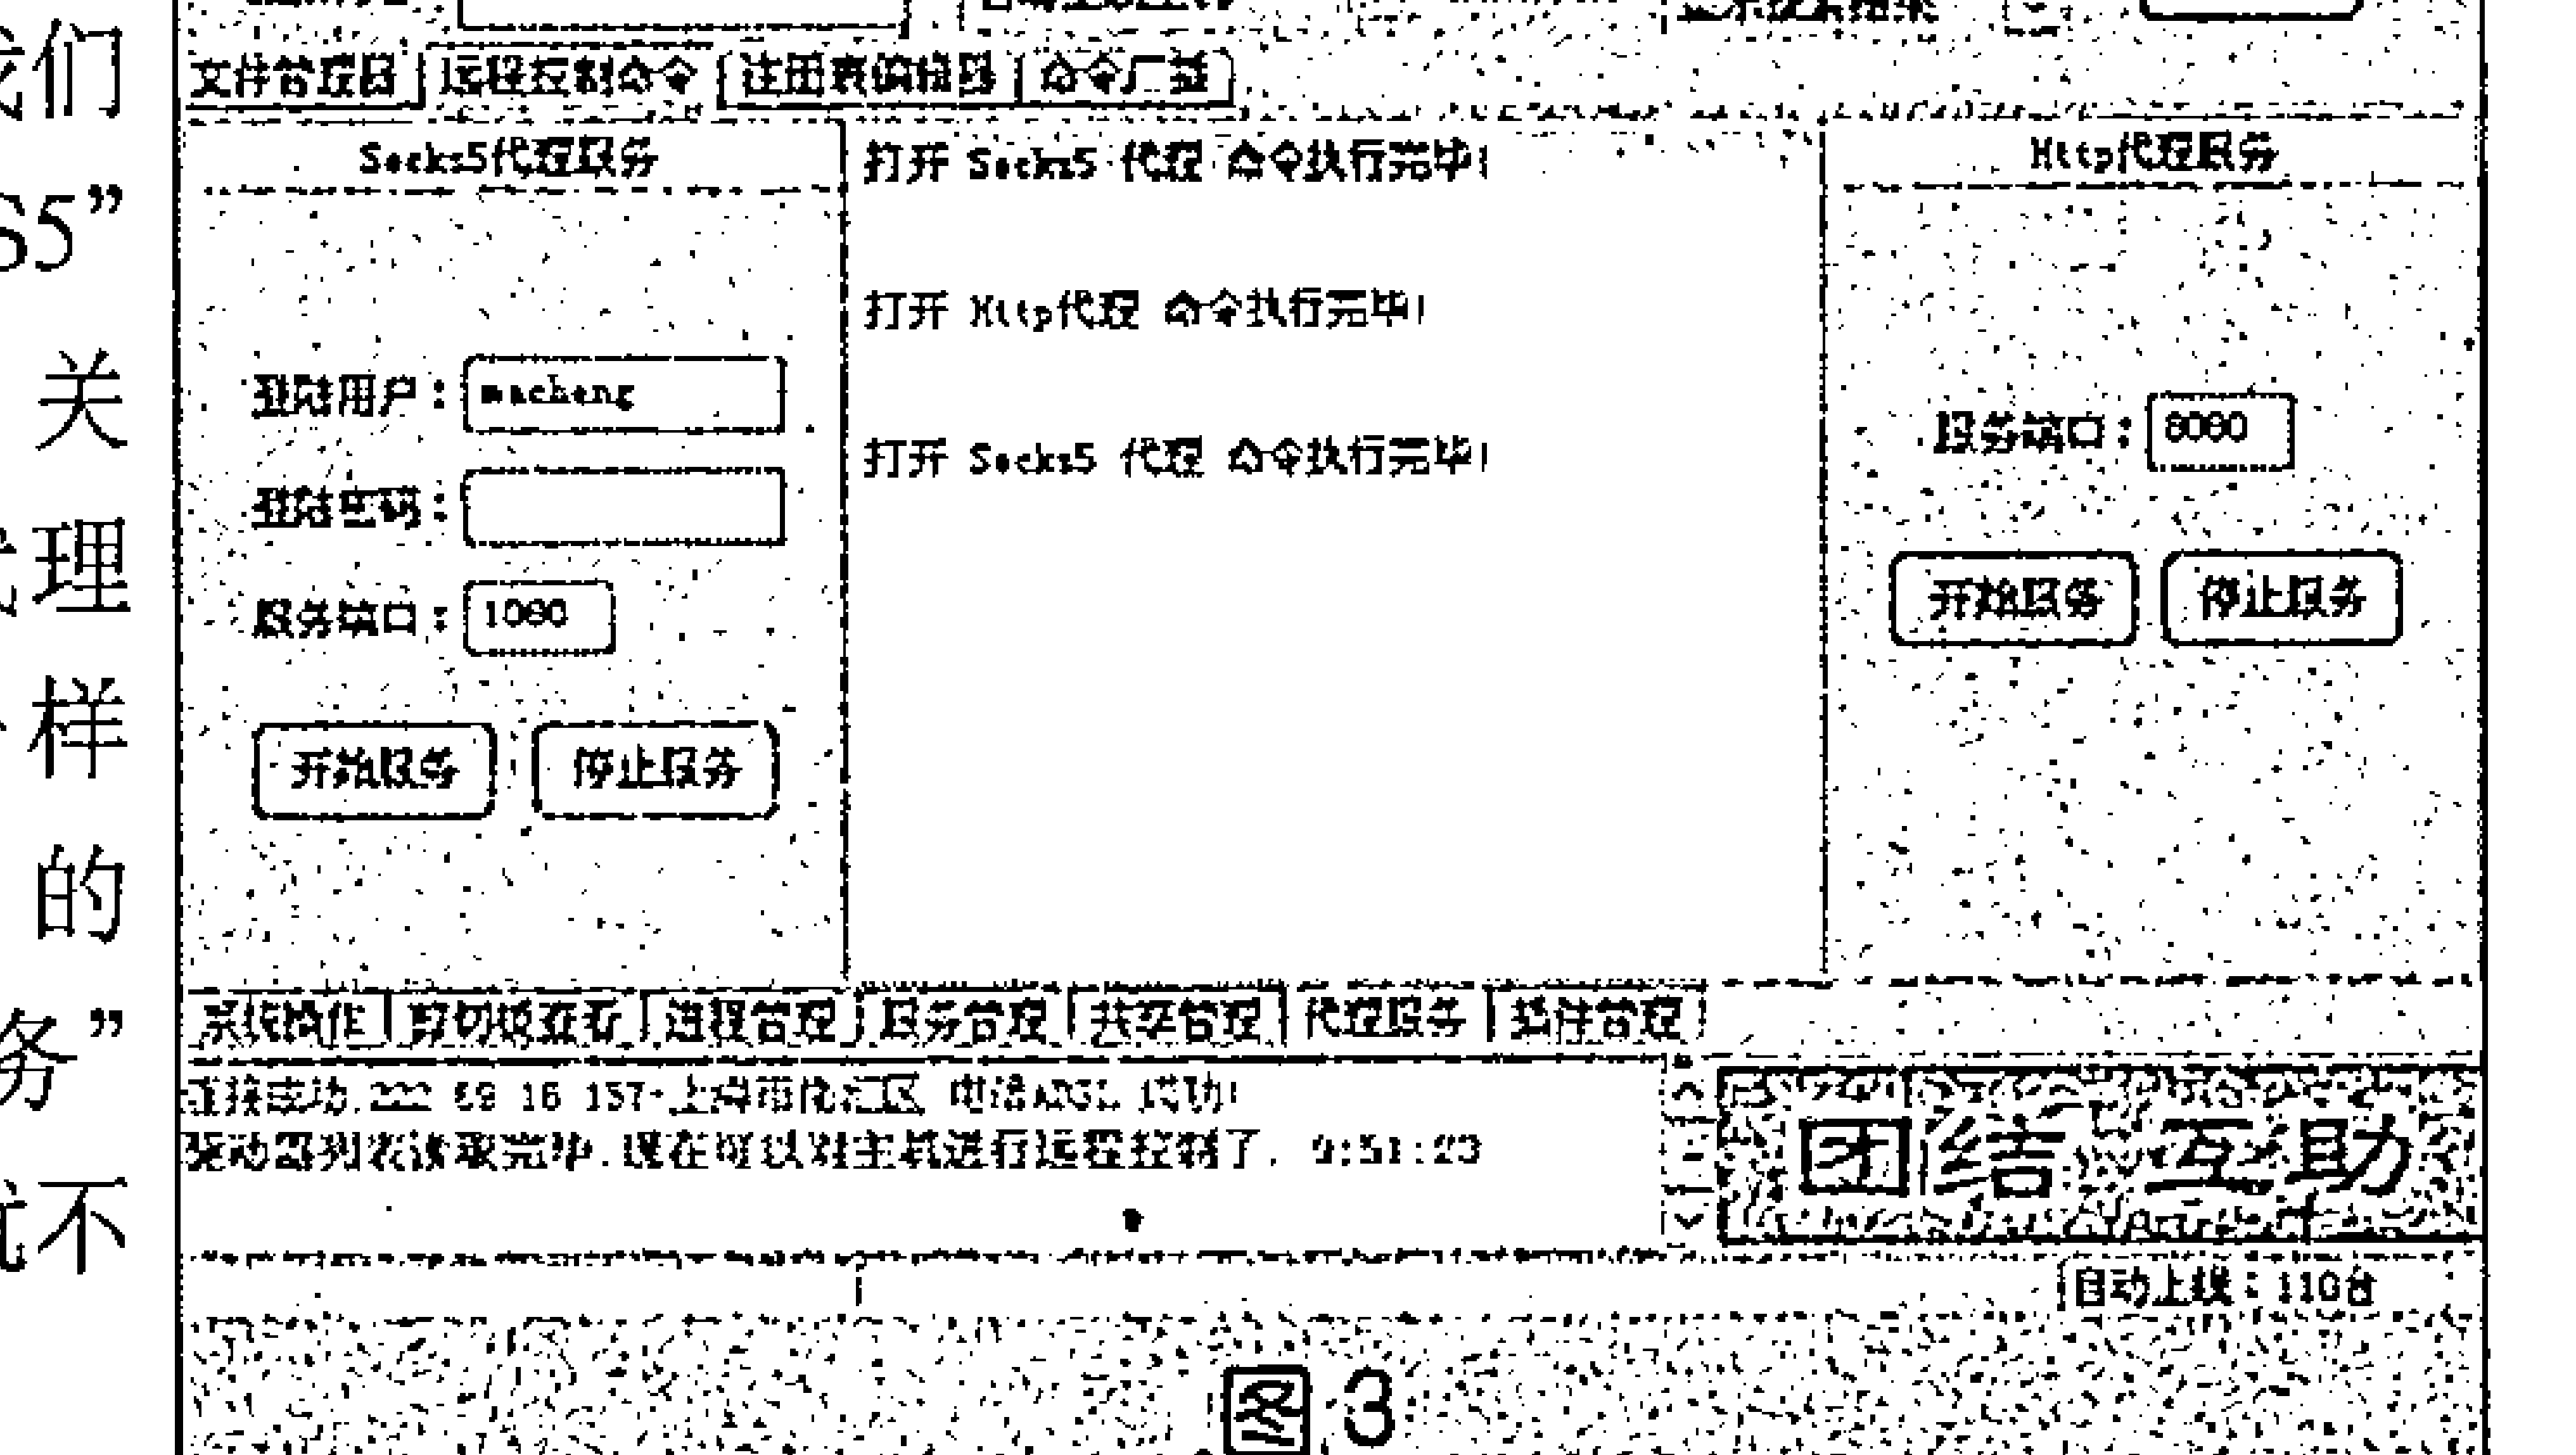 们
S5”
关
理
样
的
务”
不
文件管理器 远程控制命令 注册表编辑器 命令广播
Socks5代理服务
登陆用户：macheng
登陆密码：
服务端口：1080
开始服务 停止服务
打开 Socks5 代理 命令执行完毕!
打开 Http代理 命令执行完毕!
打开 Socks5 代理 命令执行完毕!
Http代理服务
服务端口：8080
开始服务 停止服务
系统操作 剪切板查看 进程管理 服务管理 共享管理 代理服务 插件管理
连接成功 ADSL 成功!
驱动器列表读取完毕.现在可以对主机进行远程控制了. 9:51:23
团结 互助
自动上线：110台
图3